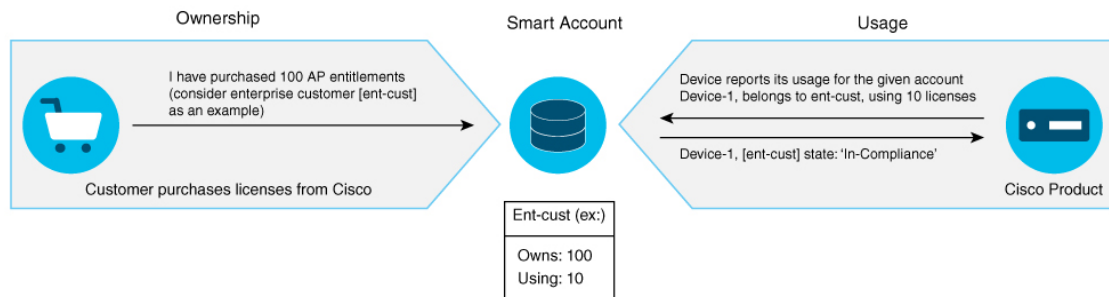 Ownership
Smart Account
Usage
I have purchased 100 AP entitlements
(consider enterprise customer [ent-cust]
as an example)
Customer purchases licenses from Cisco
Device reports its usage for the given account
Device-1, belongs to ent-cust, using 10 licenses
Device-1, [ent-cust] state: ‘In-Compliance’
Cisco Product
Ent-cust (ex:)
Owns: 100
Using: 10